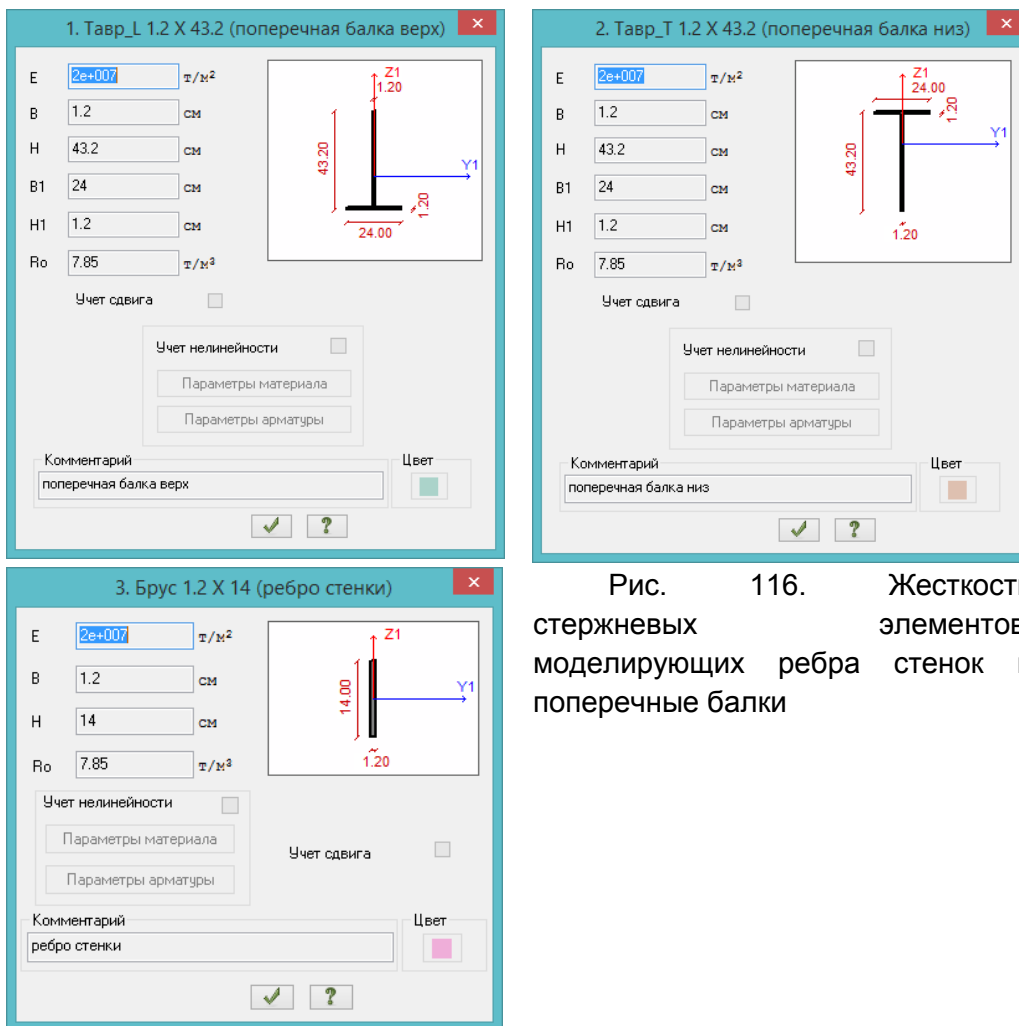 1. Тавр_L 1.2 X 43.2 (поперечная балка верх)
E 2e+007 т/м²
B 1.2 см
H 43.2 см
B1 24 см
H1 1.2 см
Ro 7.85 т/м³
Z1
1.20
43.20
Y1
1.20
24.00
Учет сдвига
Учет нелинейности
Параметры материала
Параметры арматуры
Комментарий
Цвет
поперечная балка верх
?
2. Тавр_T 1.2 X 43.2 (поперечная балка низ)
E 2e+007 т/м²
B 1.2 см
H 43.2 см
B1 24 см
H1 1.2 см
Ro 7.85 т/м³
Z1
24.00
1.20
Y1
43.20
1.20
Учет сдвига
Учет нелинейности
Параметры материала
Параметры арматуры
Комментарий
Цвет
поперечная балка низ
?
3. Брус 1.2 X 14 (ребро стенки)
E 2e+007 т/м²
B 1.2 см
H 14 см
Ro 7.85 т/м³
Z1
Y1
14.00
1.20
Учет нелинейности
Параметры материала
Параметры арматуры
Учет сдвига
Комментарий
Цвет
ребро стенки
?
Рис. 116. Жесткости
стержневых элементов
моделирующих ребра стенок
поперечные балки